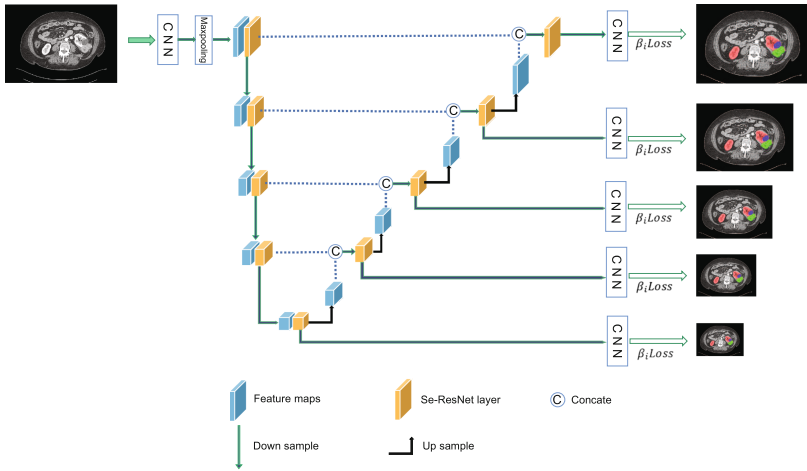 CNN
Maxpooling
C
CNN
βᵢLoss
C
CNN
βᵢLoss
C
CNN
βᵢLoss
C
CNN
βᵢLoss
CNN
βᵢLoss
Feature maps
Se-ResNet layer
C Concate
Down sample
Up sample